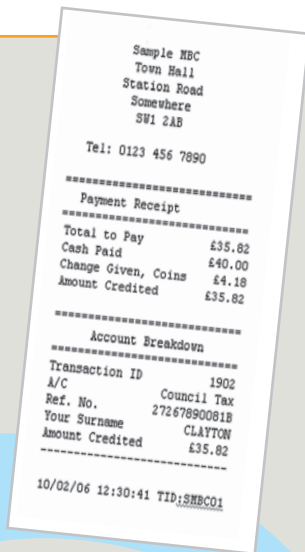 Sample MBC
Town Hall
Station Road
Somewhere
SW1 2AB
Tel: 0123 456 7890
============================
Payment Receipt
============================
Total to Pay £35.82
Cash Paid £40.00
Change Given, Coins £4.18
Amount Credited £35.82
============================
Account Breakdown
============================
Transaction ID 1902
A/C Council Tax
Ref. No. 27267890081B
Your Surname CLAYTON
Amount Credited £35.82
----------------------------
10/02/06 12:30:41 TID:SMBC01